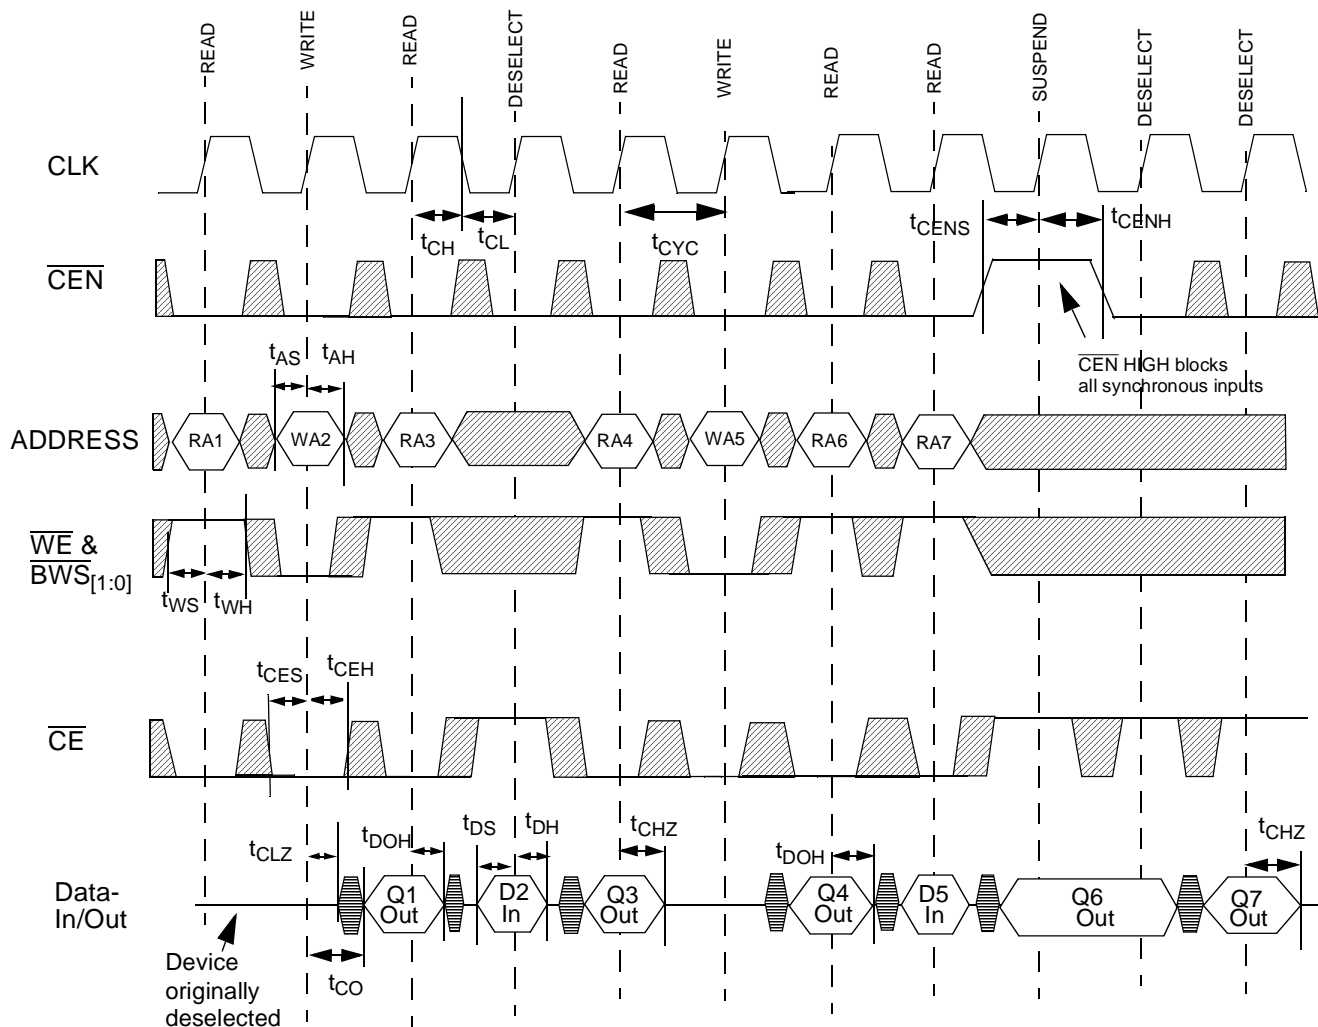 READ
WRITE
READ
DESELECT
READ
WRITE
READ
READ
SUSPEND
DESELECT
DESELECT
CLK
tCH
tCL
tCYC
tCENS
tCENH
CEN
CEN HIGH blocks
all synchronous inputs
tAS
tAH
ADDRESS
RA1
WA2
RA3
RA4
WA5
RA6
RA7
WE &
BWS[1:0]
tWS
tWH
tCES
tCEH
CE
tCLZ
tDOH
tDS
tDH
tCHZ
tDOH
tCHZ
Data-
In/Out
Q1
Out
D2
In
Q3
Out
Q4
Out
D5
In
Q6
Out
Q7
Out
tCO
Device
originally
deselected